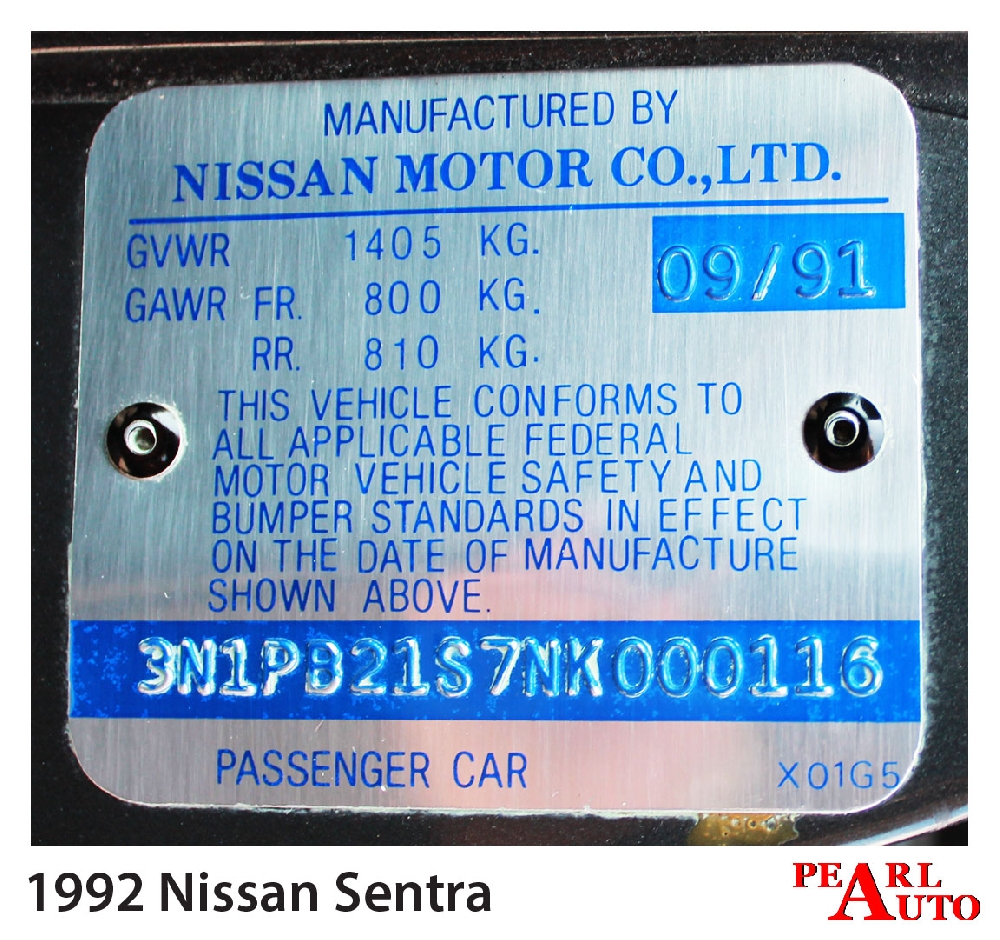 MANUFACTURED BY
NISSAN MOTOR CO.,LTD.
GVWR 1405 KG.
09/91
GAWR FR. 800 KG.
RR. 810 KG.
THIS VEHICLE CONFORMS TO
ALL APPLICABLE FEDERAL
MOTOR VEHICLE SAFETY AND
BUMPER STANDARDS IN EFFECT
ON THE DATE OF MANUFACTURE
SHOWN ABOVE.
3N1PB21S7NK000116
PASSENGER CAR X01G5
1992 Nissan Sentra
PEARL
AUTO